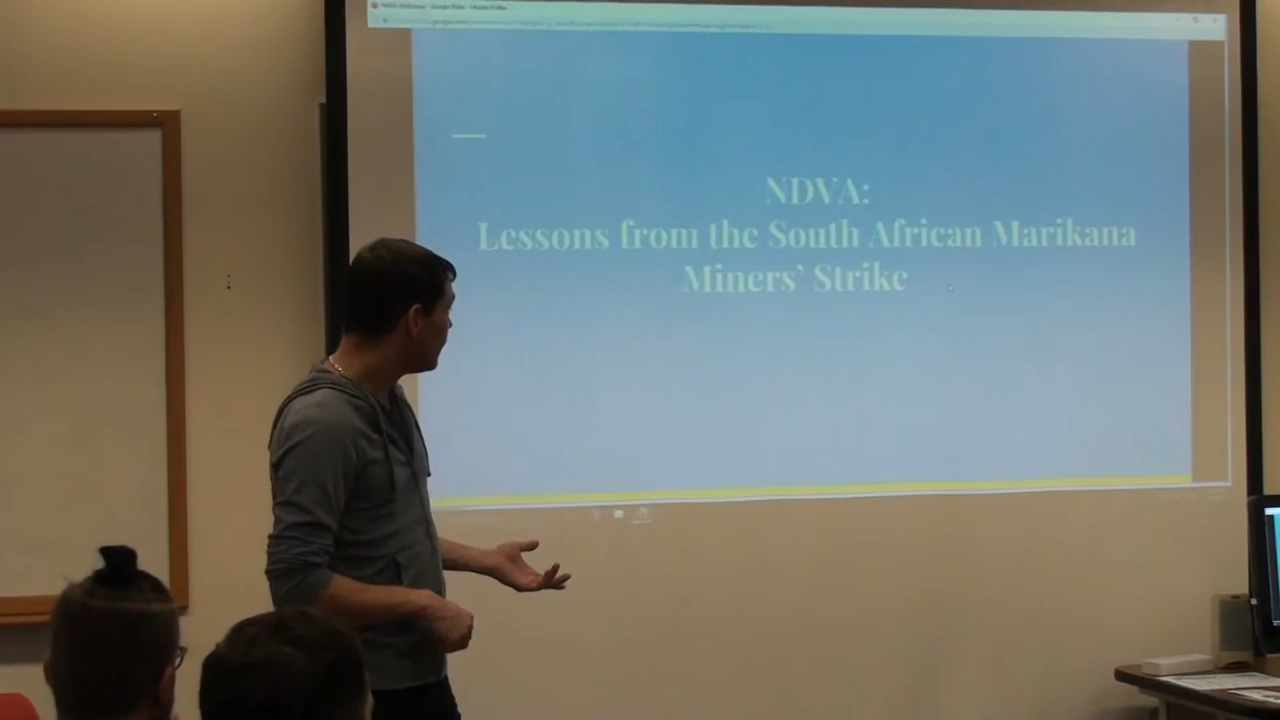 NDVA:
Lessons from the South African Marikana
Miners’ Strike